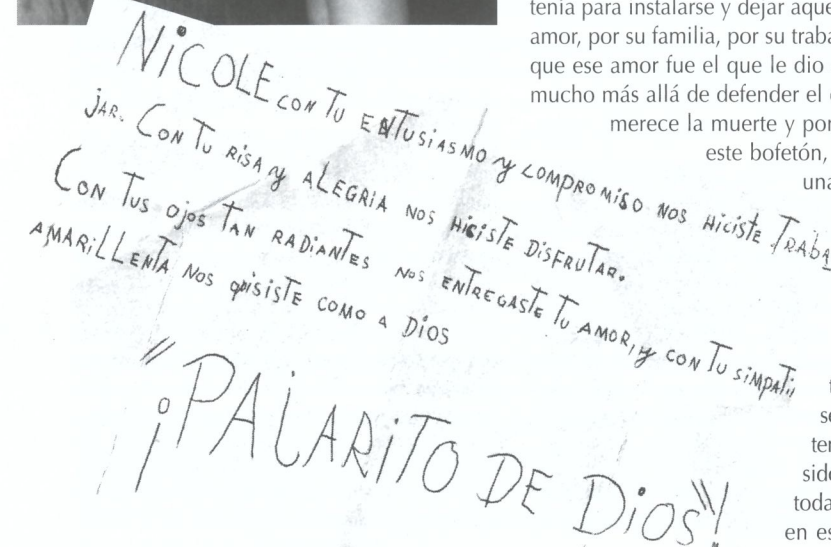 tenía para instalarse y dejar aque
amor, por su familia, por su traba
que ese amor fue el que le dio
mucho más allá de defender el
merece la muerte y por
este bofetón,
una
NiCOLE CON TU ENTUSiASMO y COMPROMiSO NOS HiCiSTE TRABA
JAR. CON TU RiSA y ALEGRiA NOS HiCiSTE DiSFRUTAR.
CON TUS OJOS TAN RADiANTES NOS ENTREGASTE TU AMOR, y CON TU SiMPATi
AMARiLLENTA NOS QUiSiSTE COMO A DiOS
"¡PAJARiTO DE DiOS"!
se
ter
sido
toda
en es